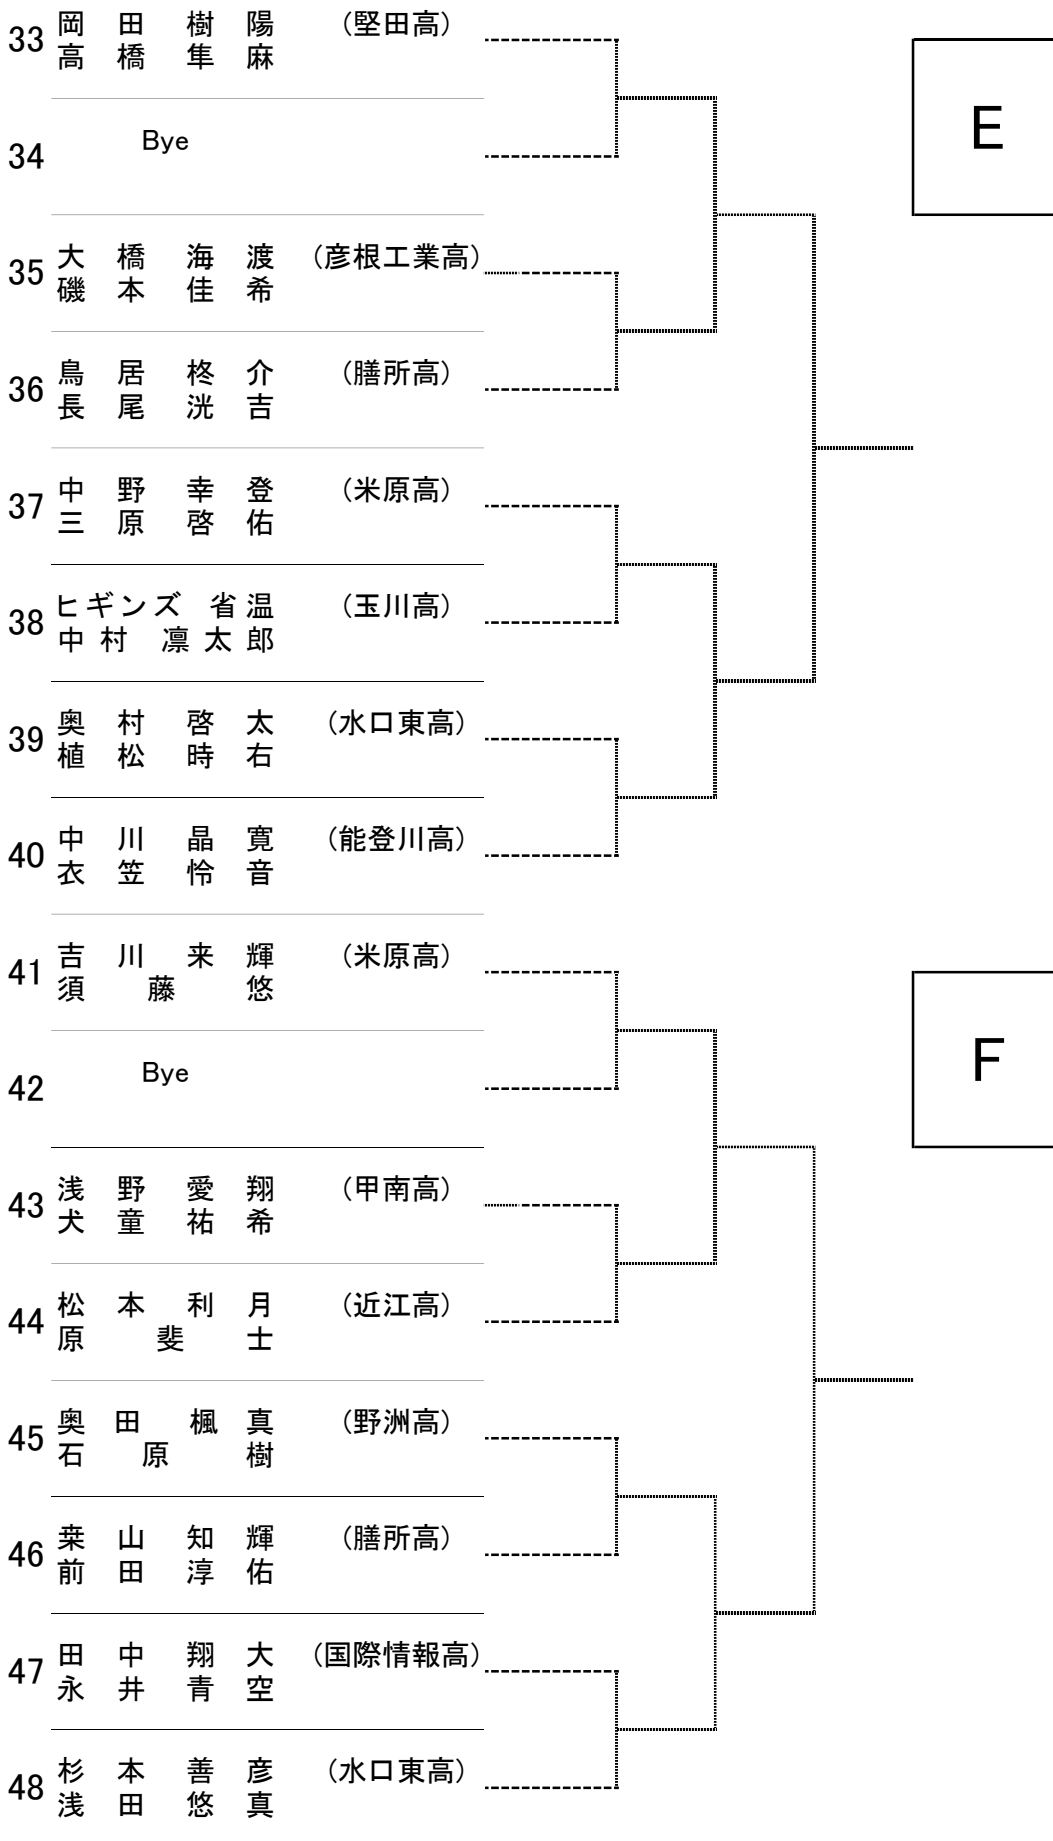 33 岡田樹陽 (堅田高)
高橋隼麻
E
34 Bye
35 大橋海渡 (彦根工業高)
磯本佳希
36 鳥居柊介 (膳所高)
長尾洸吉
37 中野幸登 (米原高)
三原啓佑
38 ヒギンズ 省温 (玉川高)
中村 凛太郎
39 奥村啓太 (水口東高)
植松時右
40 中川晶寛 (能登川高)
衣笠怜音
41 吉川来輝 (米原高)
須藤悠
F
42 Bye
43 浅野愛翔 (甲南高)
犬童祐希
44 松本利月 (近江高)
原斐士
45 奥田楓真 (野洲高)
石原樹
46 桒山知輝 (膳所高)
前田淳佑
47 田中翔大 (国際情報高)
永井青空
48 杉本善彦 (水口東高)
浅田悠真